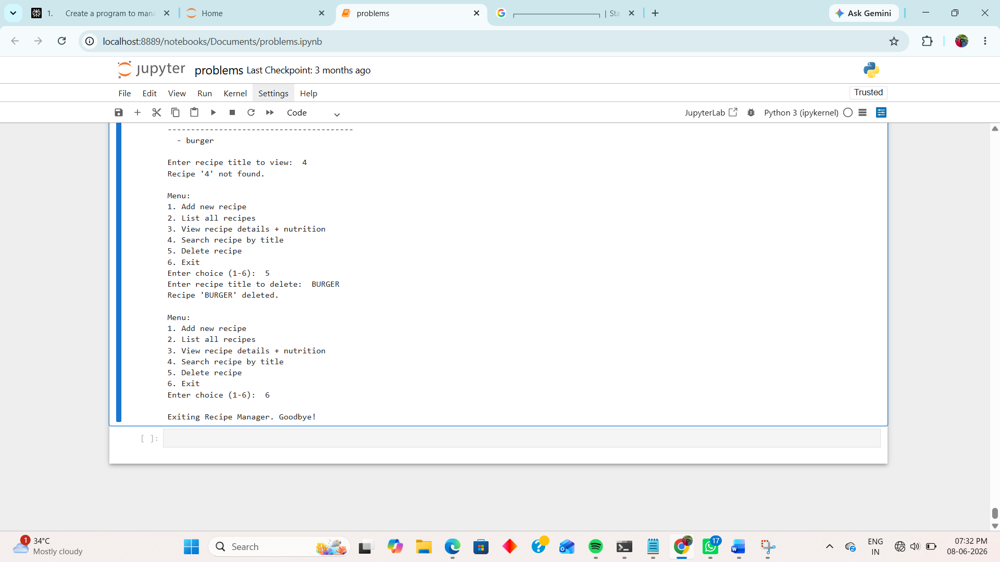 1. Create a program to mana
Home
problems
| Sta
Ask Gemini
localhost:8889/notebooks/Documents/problems.ipynb
jupyter problems Last Checkpoint: 3 months ago
File Edit View Run Kernel Settings Help
Trusted
Code
JupyterLab
Python 3 (ipykernel)
----------------------------------------
- burger
Enter recipe title to view: 4
Recipe '4' not found.
Menu:
1. Add new recipe
2. List all recipes
3. View recipe details + nutrition
4. Search recipe by title
5. Delete recipe
6. Exit
Enter choice (1-6): 5
Enter recipe title to delete: BURGER
Recipe 'BURGER' deleted.
Menu:
1. Add new recipe
2. List all recipes
3. View recipe details + nutrition
4. Search recipe by title
5. Delete recipe
6. Exit
Enter choice (1-6): 6
Exiting Recipe Manager. Goodbye!
[ ]:
1
34°C
Mostly cloudy
Search
17
ENG
IN
07:32 PM
08-06-2026